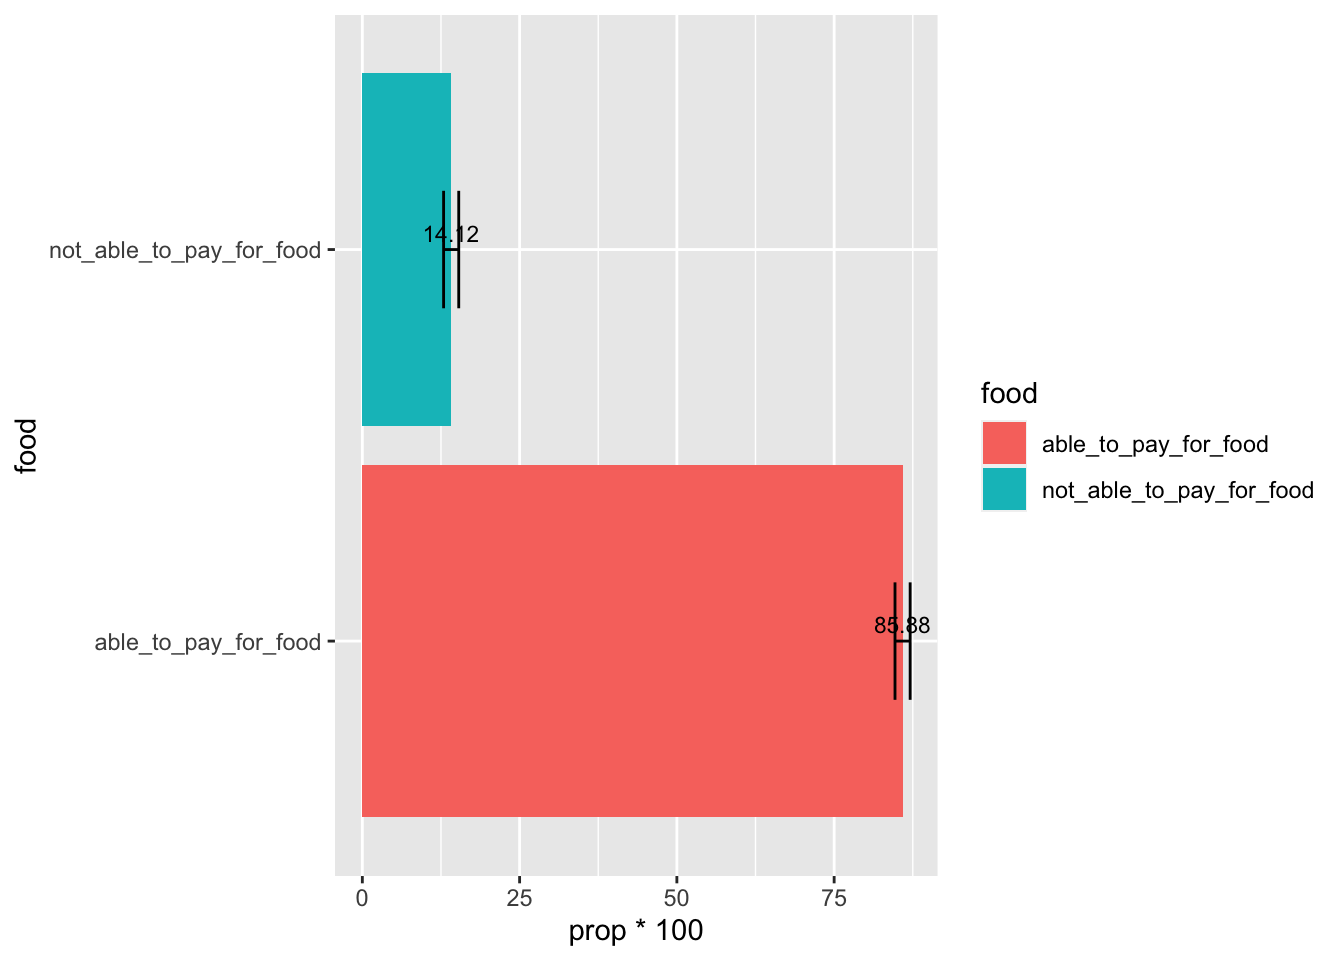 not_able_to_pay_for_food
14.12
food
able_to_pay_for_food
85.88
0 25 50 75
prop * 100
food
able_to_pay_for_food
not_able_to_pay_for_food